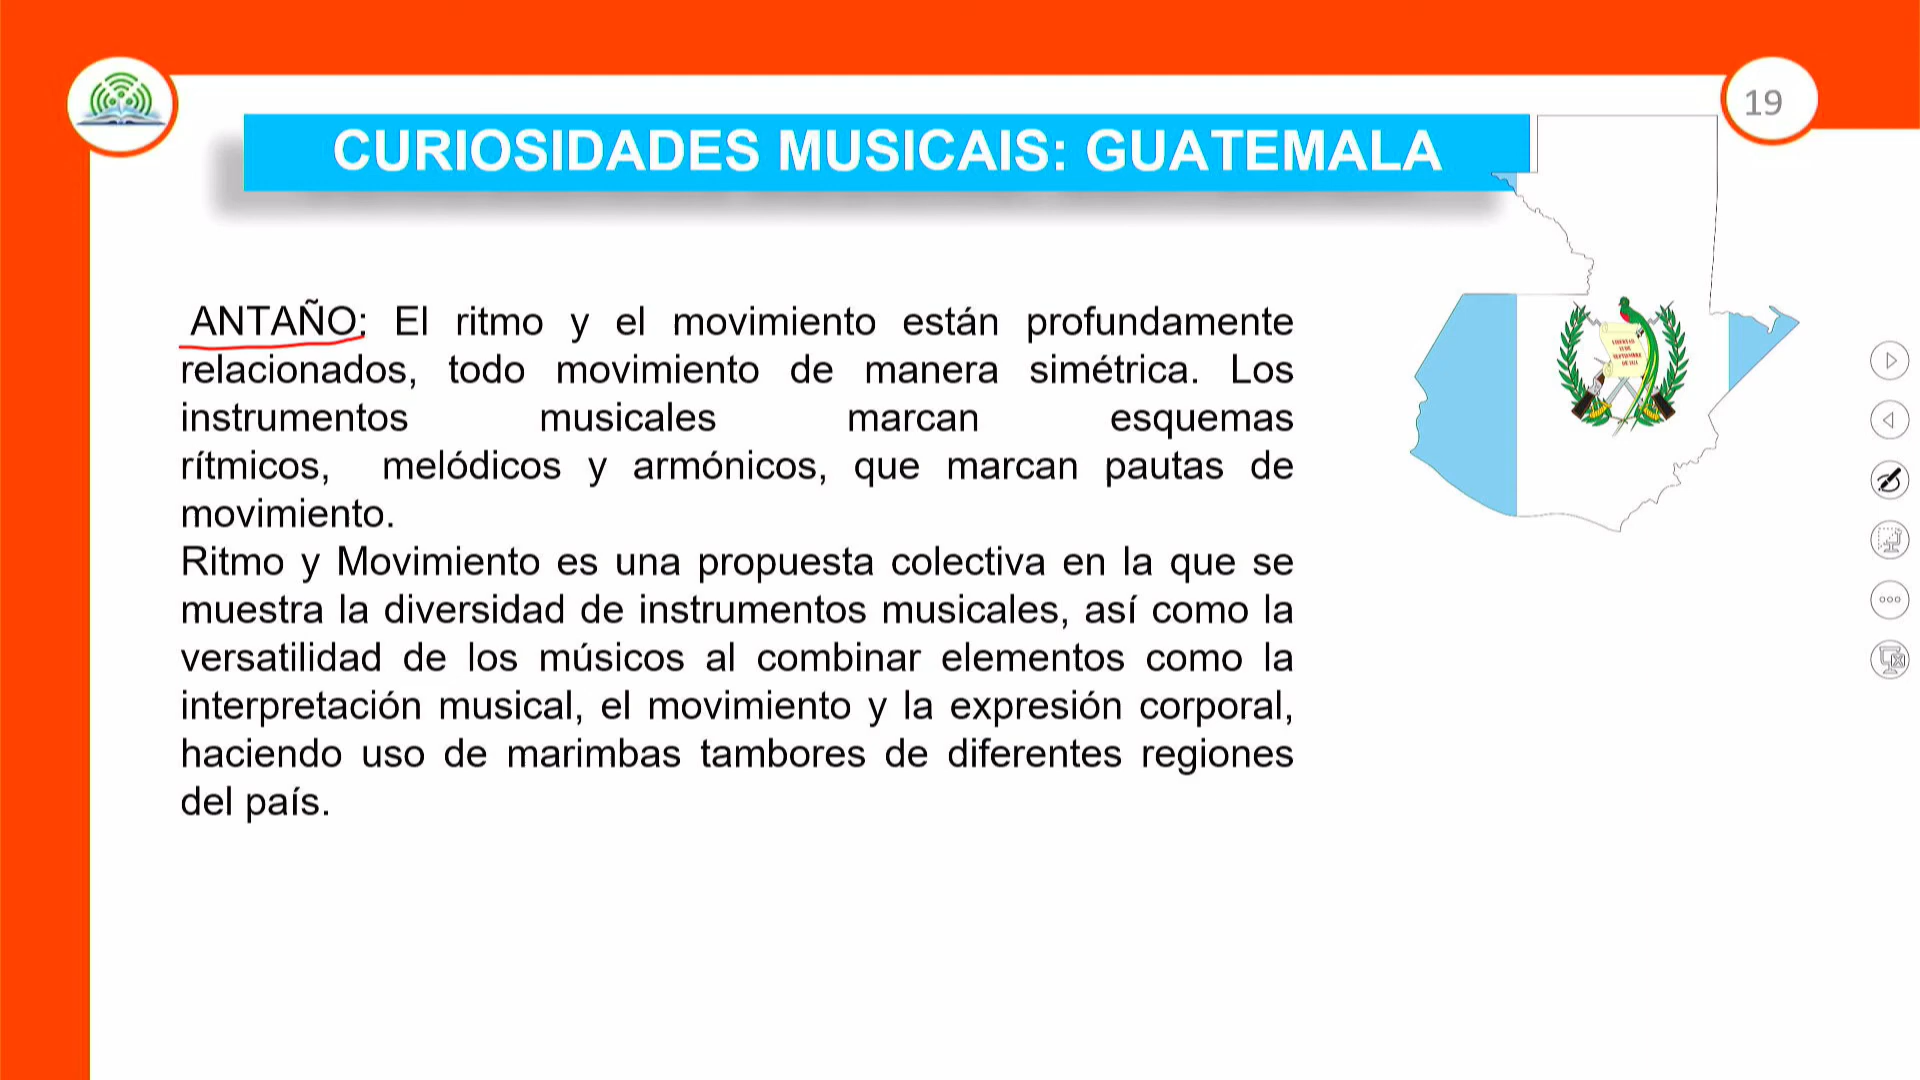 19
CURIOSIDADES MUSICAIS: GUATEMALA
ANTAÑO: El ritmo y el movimiento están profundamente
relacionados, todo movimiento de manera simétrica. Los
instrumentos musicales marcan esquemas
rítmicos, melódicos y armónicos, que marcan pautas de
movimiento.
Ritmo y Movimiento es una propuesta colectiva en la que se
muestra la diversidad de instrumentos musicales, así como la
versatilidad de los músicos al combinar elementos como la
interpretación musical, el movimiento y la expresión corporal,
haciendo uso de marimbas tambores de diferentes regiones
del país.